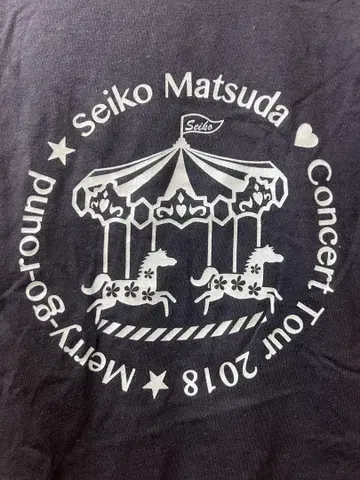 Seiko Matsuda ♥ Concert Tour 2018 ★ Merry-go-round ★
Seiko